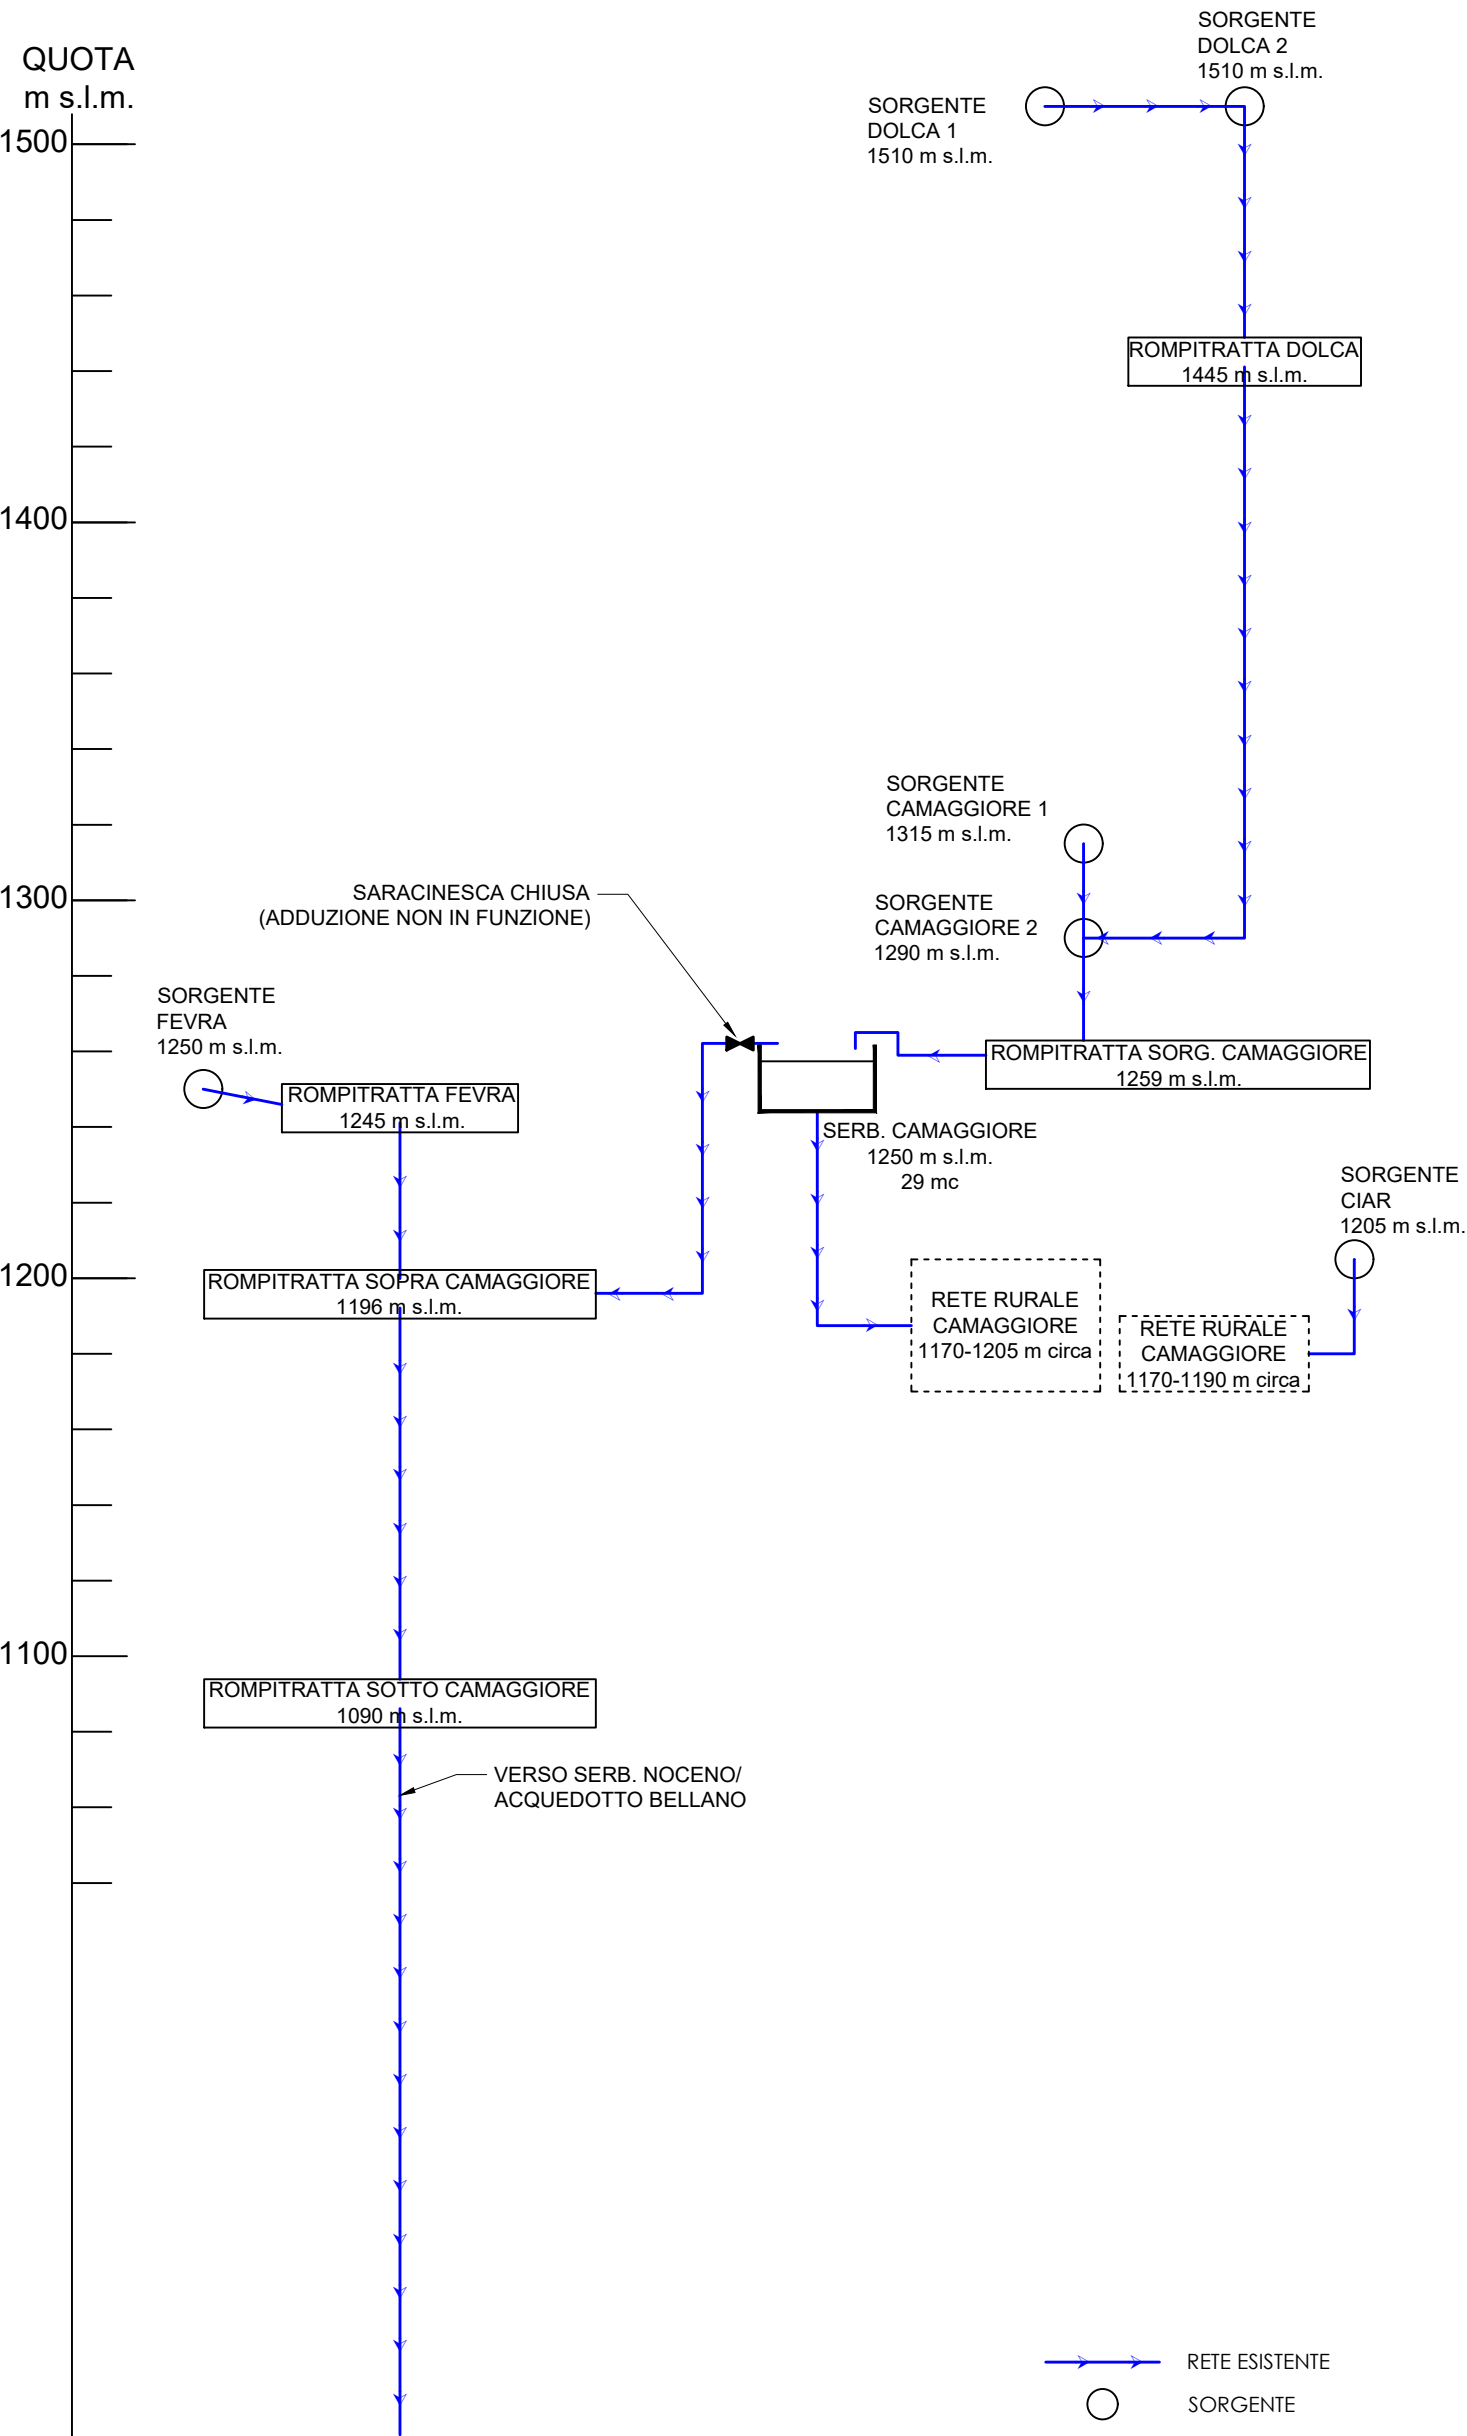 QUOTA
m s.l.m.
SORGENTE
DOLCA 2
1510 m s.l.m.
SORGENTE
DOLCA 1
1510 m s.l.m.
1500
ROMPITRATTA DOLCA
1445 m s.l.m.
1400
SORGENTE
CAMAGGIORE 1
1315 m s.l.m.
SARACINESCA CHIUSA
(ADDUZIONE NON IN FUNZIONE)
1300
SORGENTE
CAMAGGIORE 2
1290 m s.l.m.
SORGENTE
FEVRA
1250 m s.l.m.
ROMPITRATTA SORG. CAMAGGIORE
1259 m s.l.m.
ROMPITRATTA FEVRA
1245 m s.l.m.
SERB. CAMAGGIORE
1250 m s.l.m.
29 mc
SORGENTE
CIAR
1205 m s.l.m.
1200
ROMPITRATTA SOPRA CAMAGGIORE
1196 m s.l.m.
RETE RURALE
CAMAGGIORE
1170-1205 m circa
RETE RURALE
CAMAGGIORE
1170-1190 m circa
1100
ROMPITRATTA SOTTO CAMAGGIORE
1090 m s.l.m.
VERSO SERB. NOCENO/
ACQUEDOTTO BELLANO
RETE ESISTENTE
SORGENTE